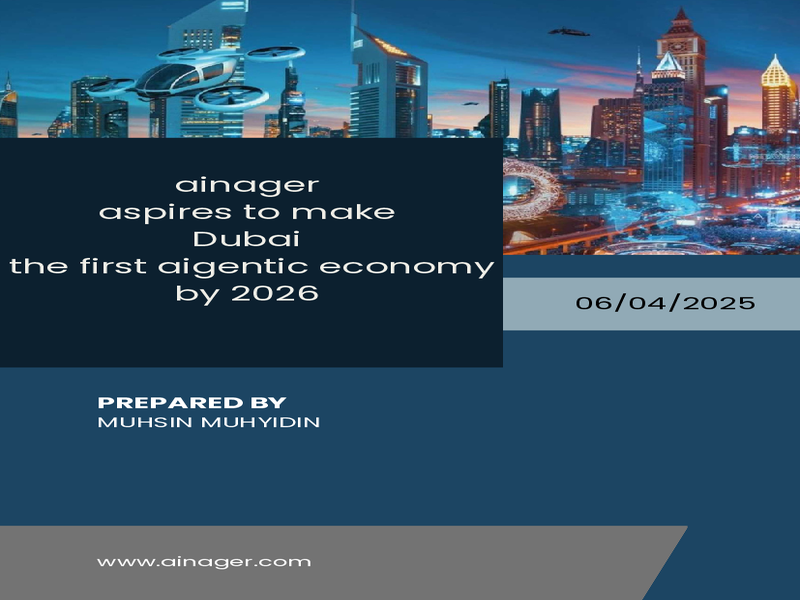 ainager
aspires to make
Dubai
the first aigentic economy
by 2026
06/04/2025
PREPARED BY
MUHSIN MUHYIDIN
www.ainager.com